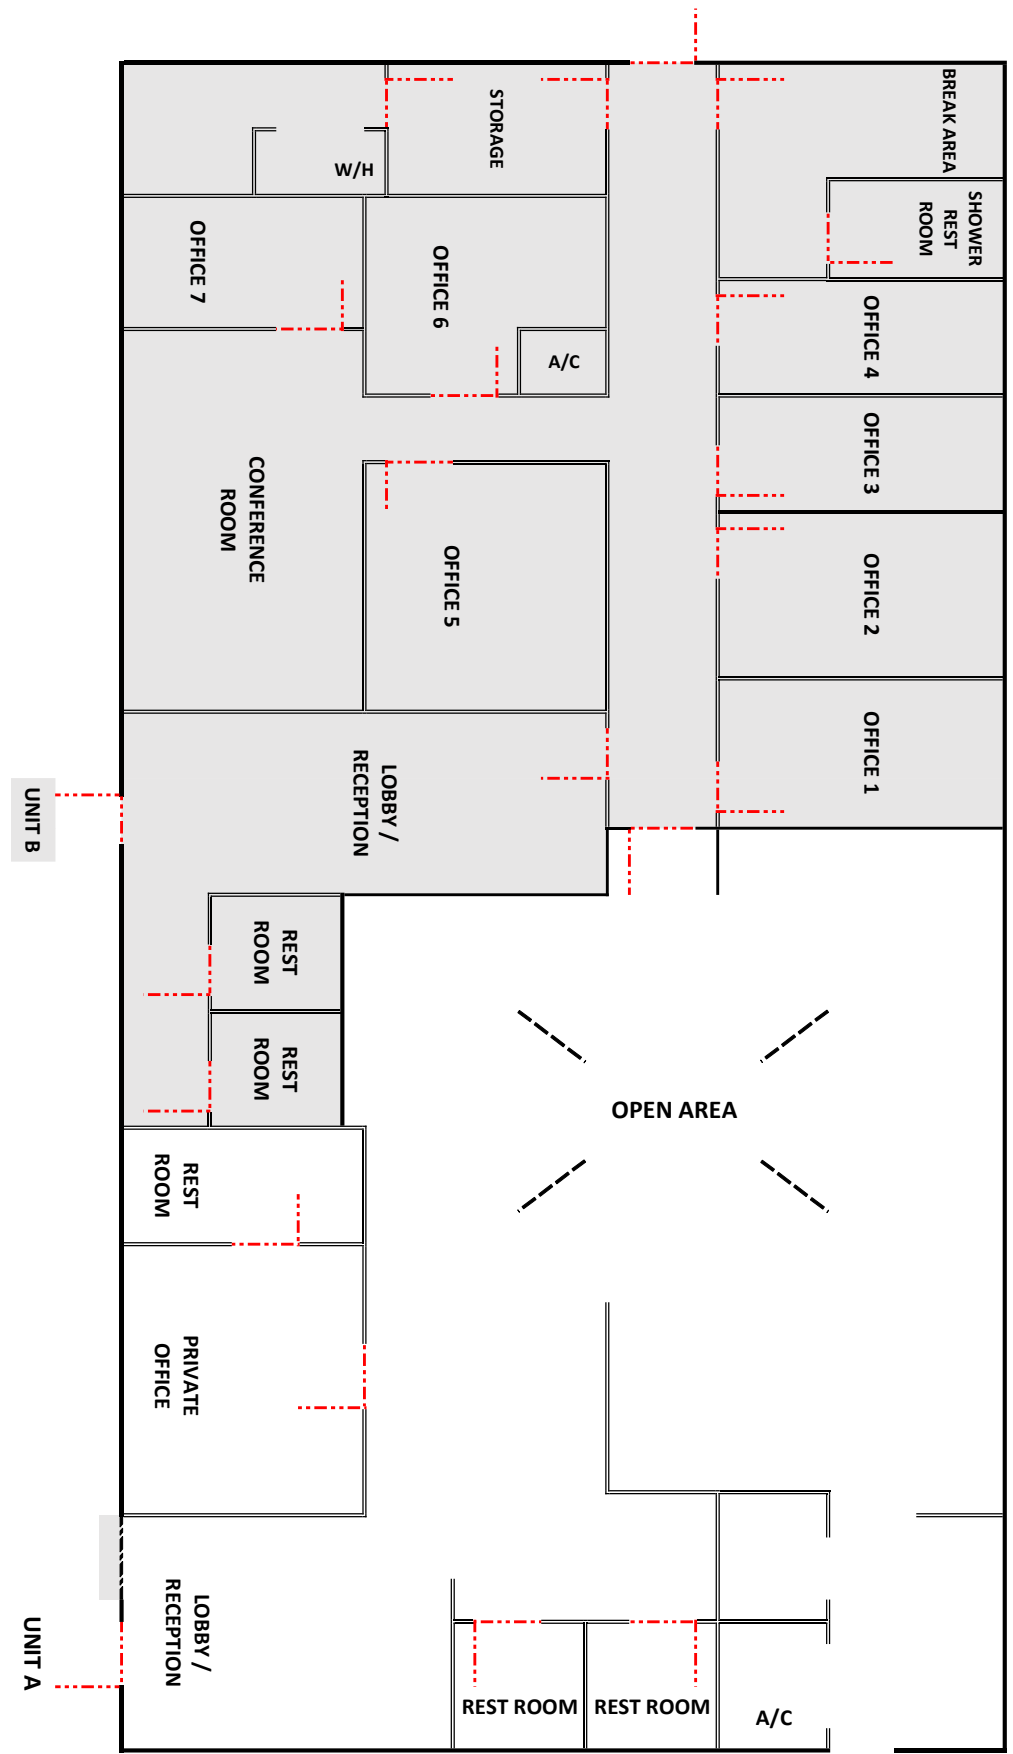 BREAK AREA
STORAGE
W/H
SHOWER
REST
ROOM
OFFICE 7
OFFICE 6
OFFICE 4
A/C
OFFICE 3
CONFERENCE
ROOM
OFFICE 5
OFFICE 2
OFFICE 1
LOBBY /
RECEPTION
UNIT B
REST
ROOM
REST
ROOM
OPEN AREA
REST
ROOM
PRIVATE
OFFICE
LOBBY /
RECEPTION
UNIT A
REST ROOM
REST ROOM
A/C